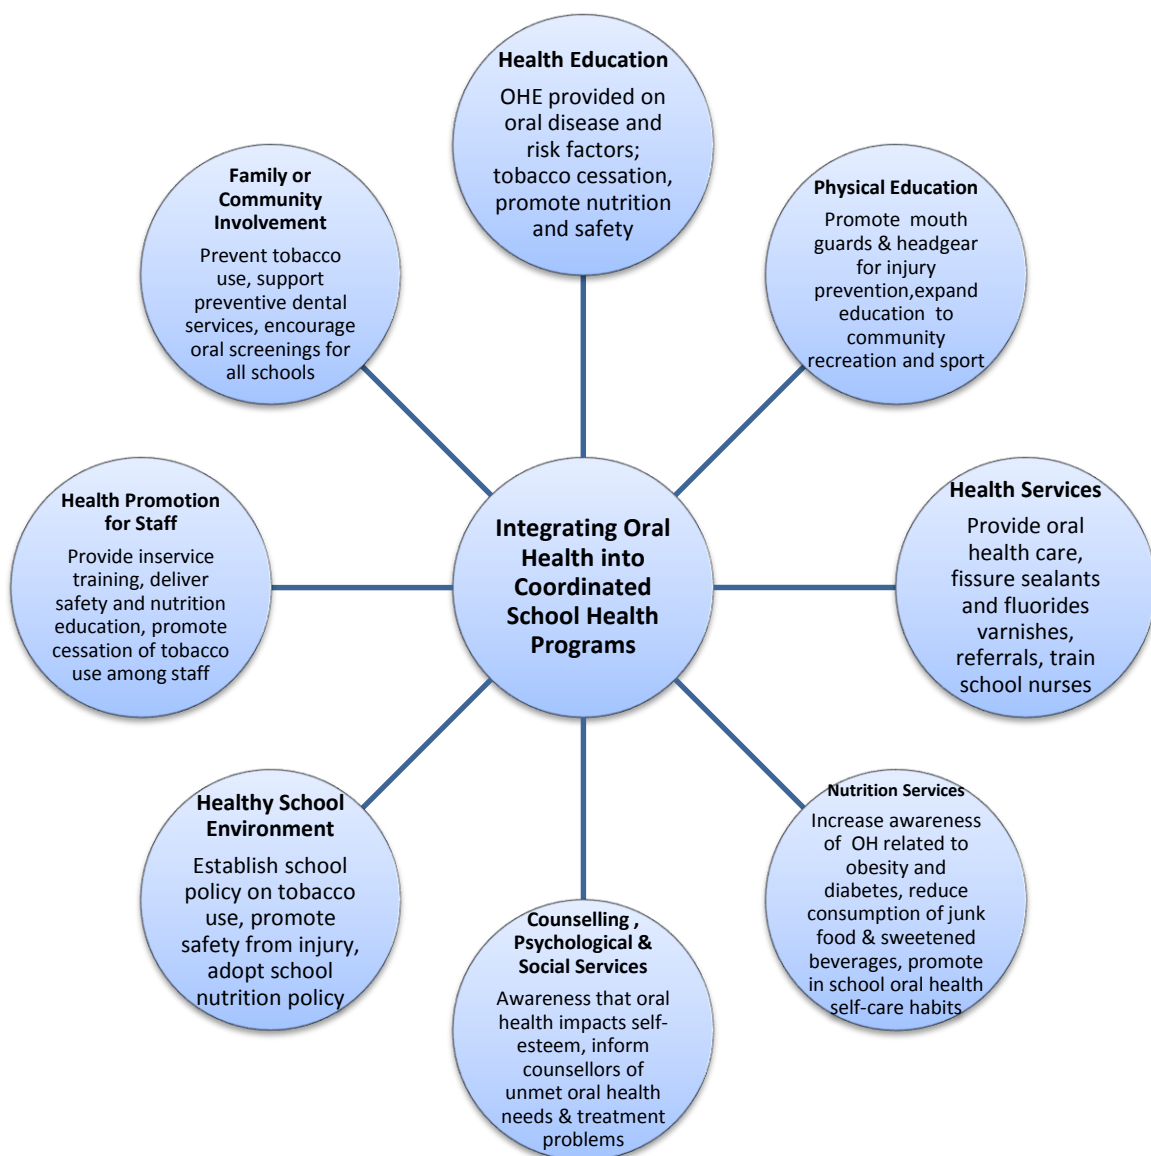 Health Education
OHE provided on
oral disease and
risk factors;
tobacco cessation,
promote nutrition
and safety
Physical Education
Promote mouth
guards & headgear
for injury
prevention,expand
education to
community
recreation and sport
Health Services
Provide oral
health care,
fissure sealants
and fluorides
varnishes,
referrals, train
school nurses
Nutrition Services
Increase awareness
of OH related to
obesity and
diabetes, reduce
consumption of junk
food & sweetened
beverages, promote
in school oral health
self-care habits
Counselling ,
Psychological &
Social Services
Awareness that oral
health impacts self-
esteem, inform
counsellors of
unmet oral health
needs & treatment
problems
Healthy School
Environment
Establish school
policy on tobacco
use, promote
safety from injury,
adopt school
nutrition policy
Health Promotion
for Staff
Provide inservice
training, deliver
safety and nutrition
education, promote
cessation of tobacco
use among staff
Family or
Community
Involvement
Prevent tobacco
use, support
preventive dental
services, encourage
oral screenings for
all schools
Integrating Oral
Health into
Coordinated
School Health
Programs